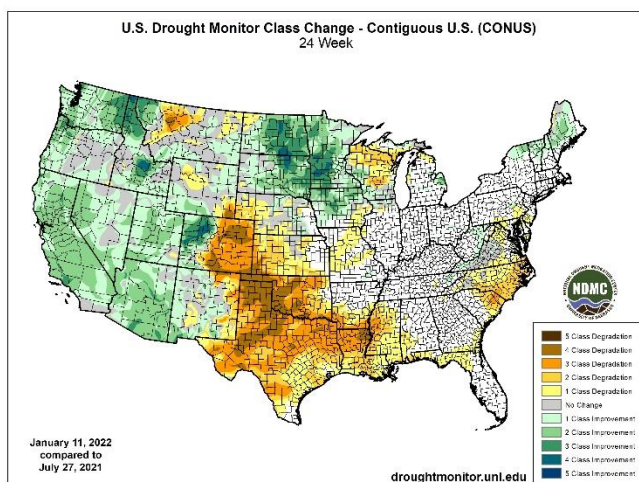 U.S. Drought Monitor Class Change - Contiguous U.S. (CONUS)
24 Week
NDMC
5 Class Degradation
4 Class Degradation
3 Class Degradation
2 Class Degradation
1 Class Degradation
No Change
1 Class Improvement
2 Class Improvement
3 Class Improvement
4 Class Improvement
5 Class Improvement
January 11, 2022
compared to
July 27, 2021
droughtmonitor.unl.edu